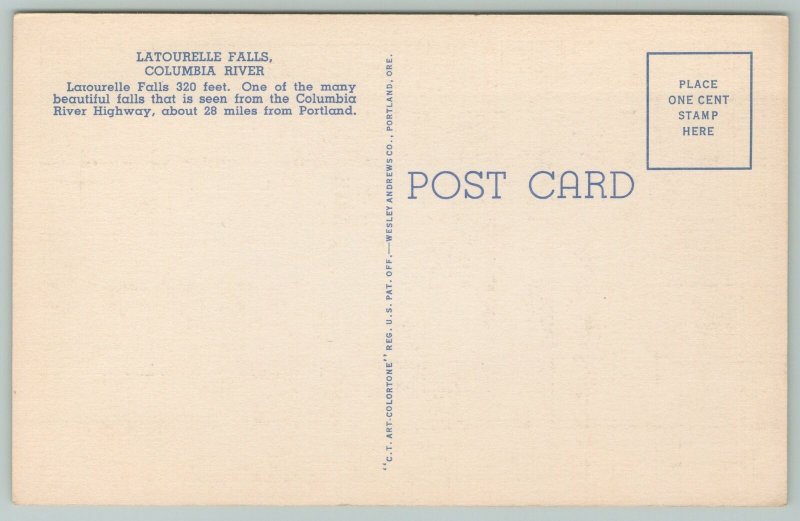 LATOURELLE FALLS,
COLUMBIA RIVER
Latourelle Falls 320 feet. One of the many
beautiful falls that is seen from the Columbia
River Highway, about 28 miles from Portland.
"C.T. ART-COLORTONE" REG. U.S. PAT. OFF.—WESLEY ANDREWS CO., PORTLAND, ORE.
POST CARD
PLACE
ONE CENT
STAMP
HERE